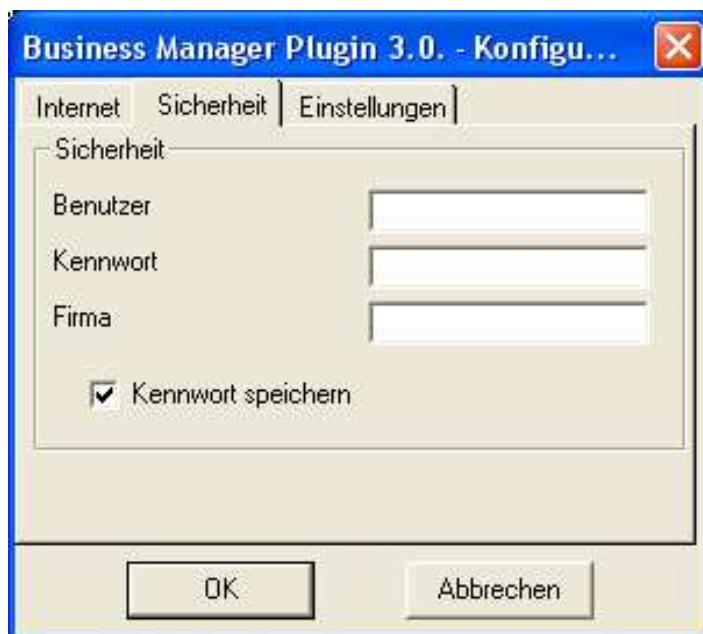 Business Manager Plugin 3.0. - Konfigu...
Internet Sicherheit Einstellungen
Sicherheit
Benutzer
Kennwort
Firma
Kennwort speichern
OK Abbrechen